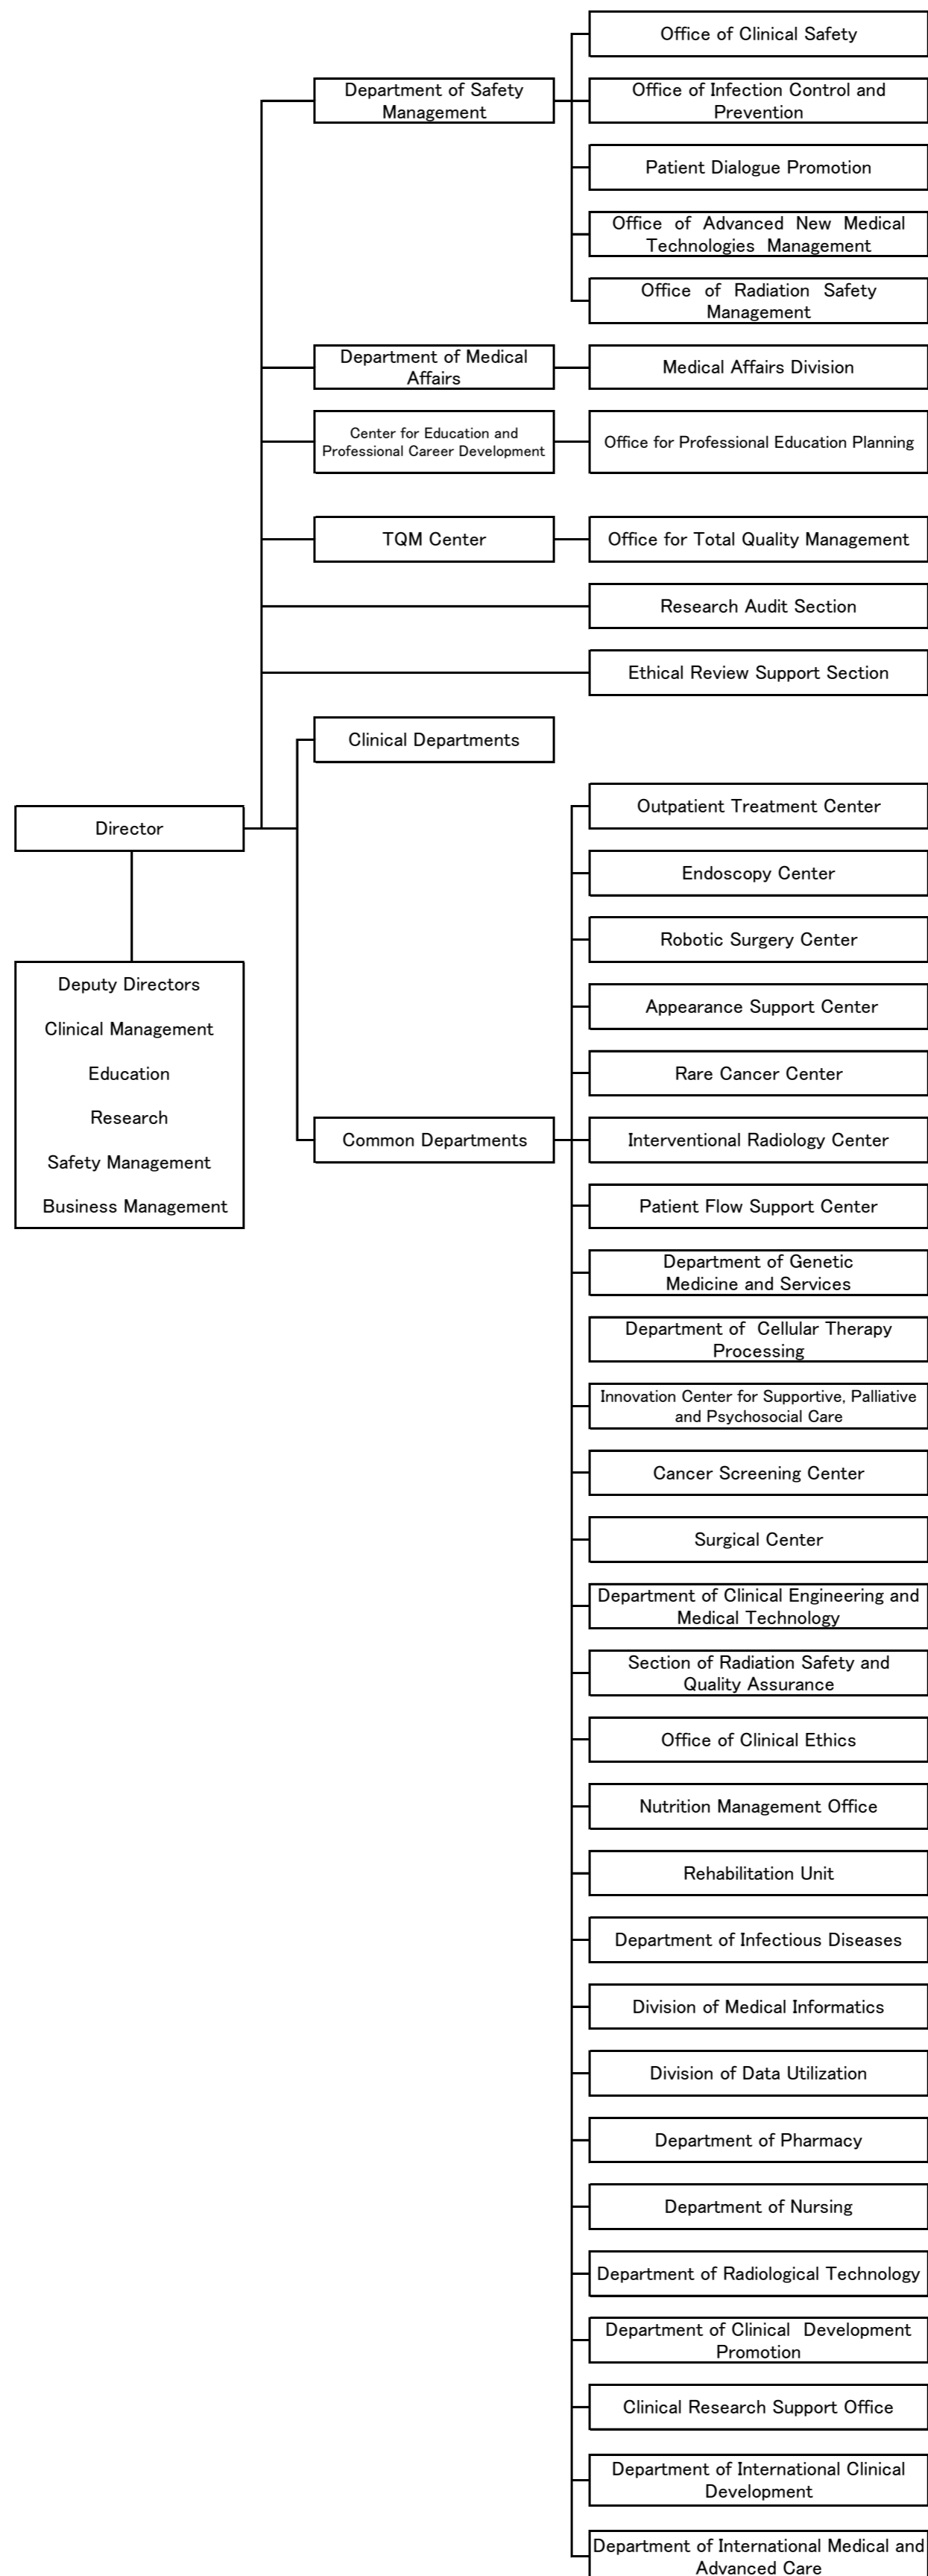 Office of Clinical Safety
Department of Safety
Management
Office of Infection Control and
Prevention
Patient Dialogue Promotion
Office of Advanced New Medical
Technologies Management
Office of Radiation Safety
Management
Department of Medical
Affairs
Medical Affairs Division
Center for Education and
Professional Career Development
Office for Professional Education Planning
TQM Center
Office for Total Quality Management
Research Audit Section
Ethical Review Support Section
Clinical Departments
Director
Deputy Directors
Clinical Management
Education
Research
Safety Management
Business Management
Common Departments
Outpatient Treatment Center
Endoscopy Center
Robotic Surgery Center
Appearance Support Center
Rare Cancer Center
Interventional Radiology Center
Patient Flow Support Center
Department of Genetic
Medicine and Services
Department of Cellular Therapy
Processing
Innovation Center for Supportive, Palliative
and Psychosocial Care
Cancer Screening Center
Surgical Center
Department of Clinical Engineering and
Medical Technology
Section of Radiation Safety and
Quality Assurance
Office of Clinical Ethics
Nutrition Management Office
Rehabilitation Unit
Department of Infectious Diseases
Division of Medical Informatics
Division of Data Utilization
Department of Pharmacy
Department of Nursing
Department of Radiological Technology
Department of Clinical Development
Promotion
Clinical Research Support Office
Department of International Clinical
Development
Department of International Medical and
Advanced Care